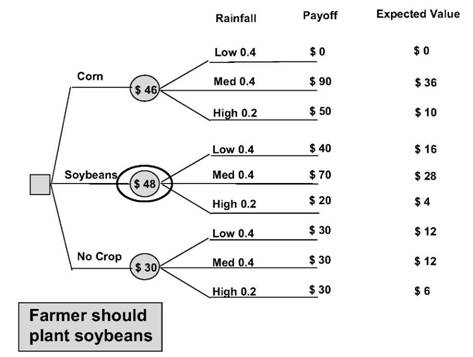 Rainfall Payoff Expected Value
Low 0.4 $ 0 $ 0
Corn $ 46 Med 0.4 $ 90 $ 36
High 0.2 $ 50 $ 10
Low 0.4 $ 40 $ 16
Soybeans $ 48 Med 0.4 $ 70 $ 28
High 0.2 $ 20 $ 4
Low 0.4 $ 30 $ 12
No Crop $ 30 Med 0.4 $ 30 $ 12
High 0.2 $ 30 $ 6
Farmer should
plant soybeans